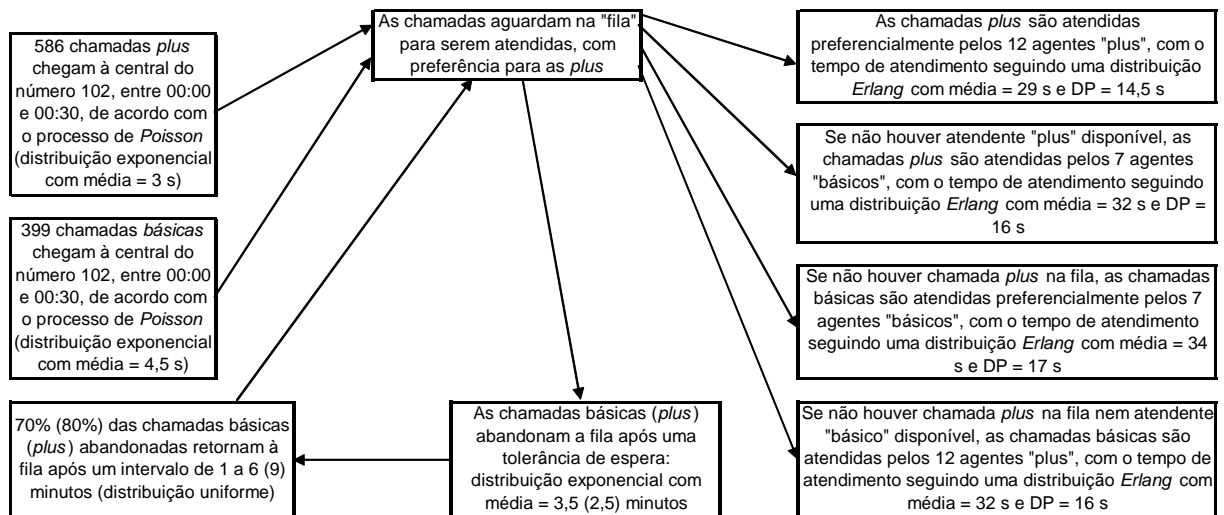 586 chamadas plus
chegam à central do
número 102, entre 00:00
e 00:30, de acordo com
o processo de Poisson
(distribuição exponencial
com média = 3 s)
399 chamadas básicas
chegam à central do
número 102, entre 00:00
e 00:30, de acordo com
o processo de Poisson
(distribuição exponencial
com média = 4,5 s)
70% (80%) das chamadas básicas
(plus) abandonadas retornam à
fila após um intervalo de 1 a 6 (9)
minutos (distribuição uniforme)
As chamadas aguardam na "fila"
para serem atendidas, com
preferência para as plus
As chamadas básicas (plus)
abandonam a fila após uma
tolerância de espera:
distribuição exponencial com
média = 3,5 (2,5) minutos
As chamadas plus são atendidas
preferencialmente pelos 12 agentes "plus", com o
tempo de atendimento seguindo uma distribuição
Erlang com média = 29 s e DP = 14,5 s
Se não houver atendente "plus" disponível, as
chamadas plus são atendidas pelos 7 agentes
"básicos", com o tempo de atendimento seguindo
uma distribuição Erlang com média = 32 s e DP =
16 s
Se não houver chamada plus na fila, as chamadas
básicas são atendidas preferencialmente pelos 7
agentes "básicos", com o tempo de atendimento
seguindo uma distribuição Erlang com média = 34
s e DP = 17 s
Se não houver chamada plus na fila nem atendente
"básico" disponível, as chamadas básicas são
atendidas pelos 12 agentes "plus", com o tempo de
atendimento seguindo uma distribuição Erlang com
média = 32 s e DP = 16 s